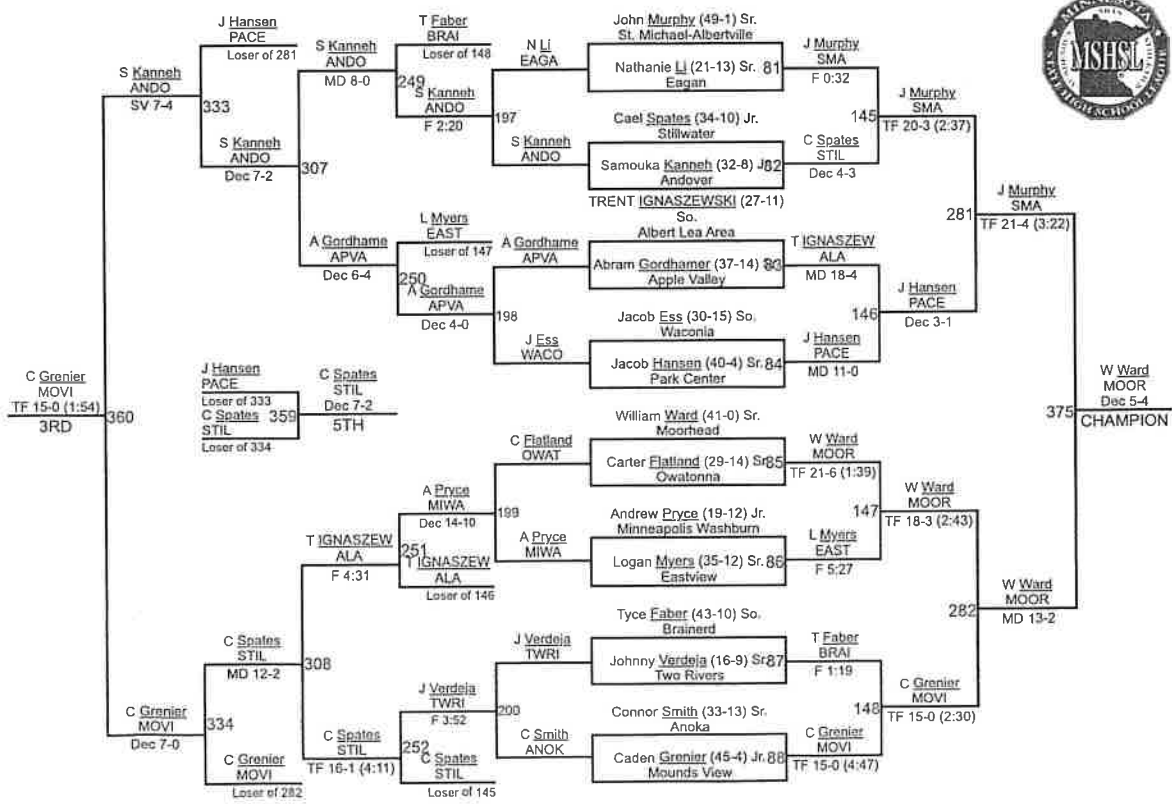 J Hansen
PACE
Loser of 281
S Kanneh
ANDO
SV 7-4
333
S Kanneh
ANDO
Dec 7-2
S Kanneh
ANDO
MD 8-0
307
A Gordhame
APVA
Dec 6-4
T Faber
BRAI
Loser of 148
249
S Kanneh
ANDO
F 2:20
L Myers
EAST
Loser of 147
250
A Gordhame
APVA
Dec 4-0
N Li
EAGA
197
S Kanneh
ANDO
A Gordhame
APVA
198
J Ess
WACO
John Murphy (49-1) Sr.
St. Michael-Albertville
Nathanie Li (21-13) Sr. 81
Eagan
Cael Spates (34-10) Jr.
Stillwater
Samouka Kanneh (32-8) J 82
Andover
TRENT IGNASZEWSKI (27-11)
So.
Albert Lea Area
Abram Gordhamer (37-14) 83
Apple Valley
Jacob Ess (30-15) So.
Waconia
Jacob Hansen (40-4) Sr. 84
Park Center
J Murphy
SMA
F 0:32
145
C Spates
STIL
Dec 4-3
T IGNASZEW
ALA
MD 18-4
146
J Hansen
PACE
MD 11-0
J Murphy
SMA
TF 20-3 (2:37)
281
J Hansen
PACE
Dec 3-1
J Murphy
SMA
TF 21-4 (3:22)
MINNESOTA
STATE HIGH SCHOOL LEAGUE
MSHSL
C Grenier
MOVI
TF 15-0 (1:54)
3RD
360
J Hansen
PACE
Loser of 333
C Spates
STIL
Loser of 334
359
C Spates
STIL
Dec 7-2
5TH
W Ward
MOOR
Dec 5-4
CHAMPION
375
William Ward (41-0) Sr.
Moorhead
Carter Flatland (29-14) Sr 85
Owatonna
Andrew Pryce (19-12) Jr.
Minneapolis Washburn
Logan Myers (35-12) Sr. 86
Eastview
Tyce Faber (43-10) So.
Brainerd
Johnny Verdeja (16-9) Sr. 87
Two Rivers
Connor Smith (33-13) Sr.
Anoka
Caden Grenier (45-4) Jr. 88
Mounds View
C Flatland
OWAT
199
A Pryce
MIWA
J Verdeja
TWRI
200
C Smith
ANOK
A Pryce
MIWA
Dec 14-10
251
T IGNASZEW
ALA
Loser of 146
J Verdeja
TWRI
F 3:52
252
C Spates
STIL
Loser of 145
T IGNASZEW
ALA
F 4:31
308
C Spates
STIL
TF 16-1 (4:11)
C Spates
STIL
MD 12-2
334
C Grenier
MOVI
Loser of 282
C Grenier
MOVI
Dec 7-0
W Ward
MOOR
TF 21-6 (1:39)
147
L Myers
EAST
F 5:27
T Faber
BRAI
F 1:19
148
C Grenier
MOVI
TF 15-0 (4:47)
W Ward
MOOR
TF 18-3 (2:43)
282
C Grenier
MOVI
TF 15-0 (2:30)
W Ward
MOOR
MD 13-2